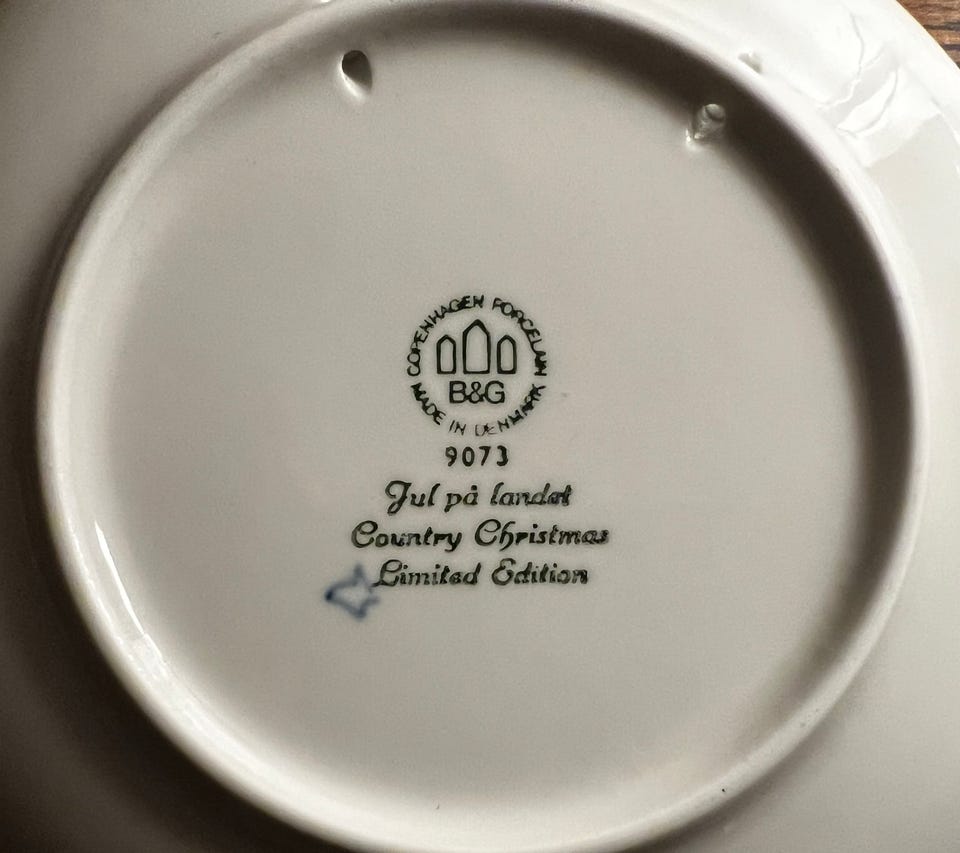 COPENHAGEN PORCELAIN
B&G
MADE IN DENMARK
9073
Jul på landet
Country Christmas
Limited Edition